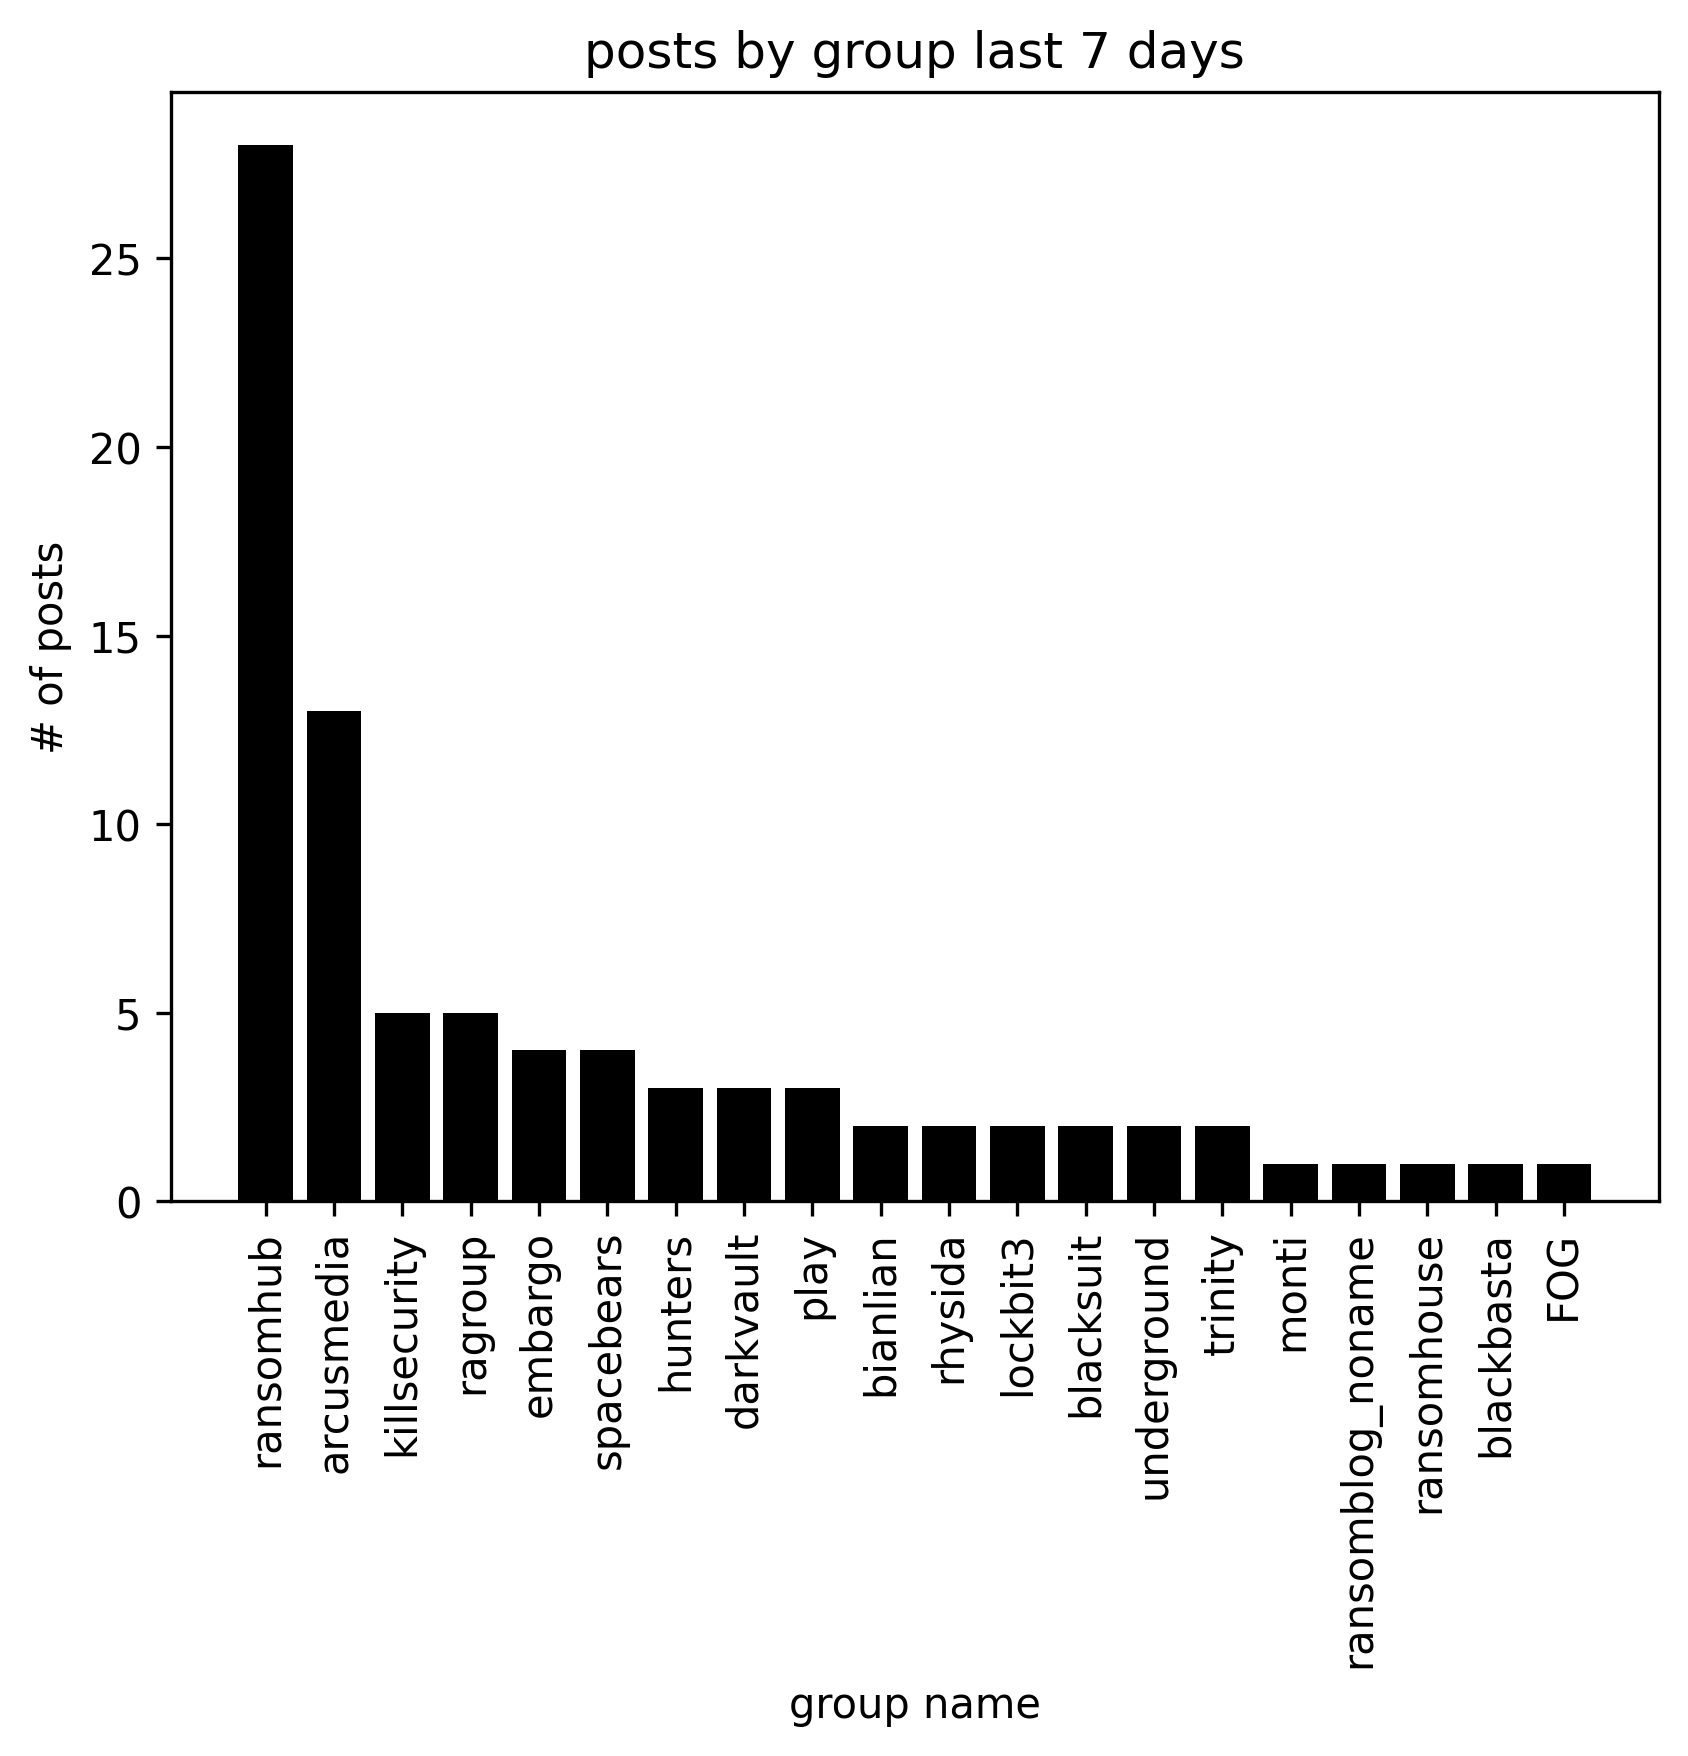 posts by group last 7 days
# of posts
25
20
15
10
5
0
ransomhub
arcusmedia
killsecurity
ragroup
embargo
spacebears
hunters
darkvault
play
bianlian
rhysida
lockbit3
blacksuit
underground
trinity
monti
ransomblog_noname
ransomhouse
blackbasta
FOG
group name